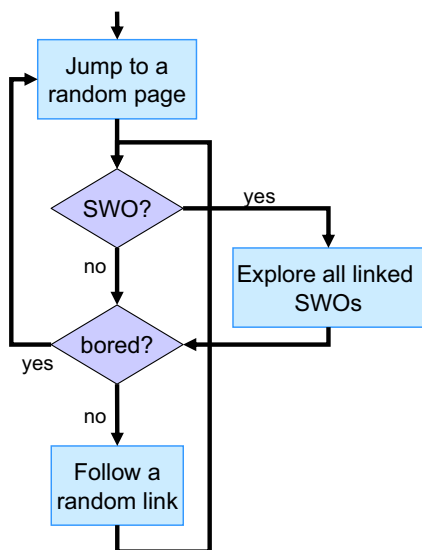 Jump to a
random page
SWO?
yes
no
Explore all linked
SWOs
bored?
yes
no
Follow a
random link